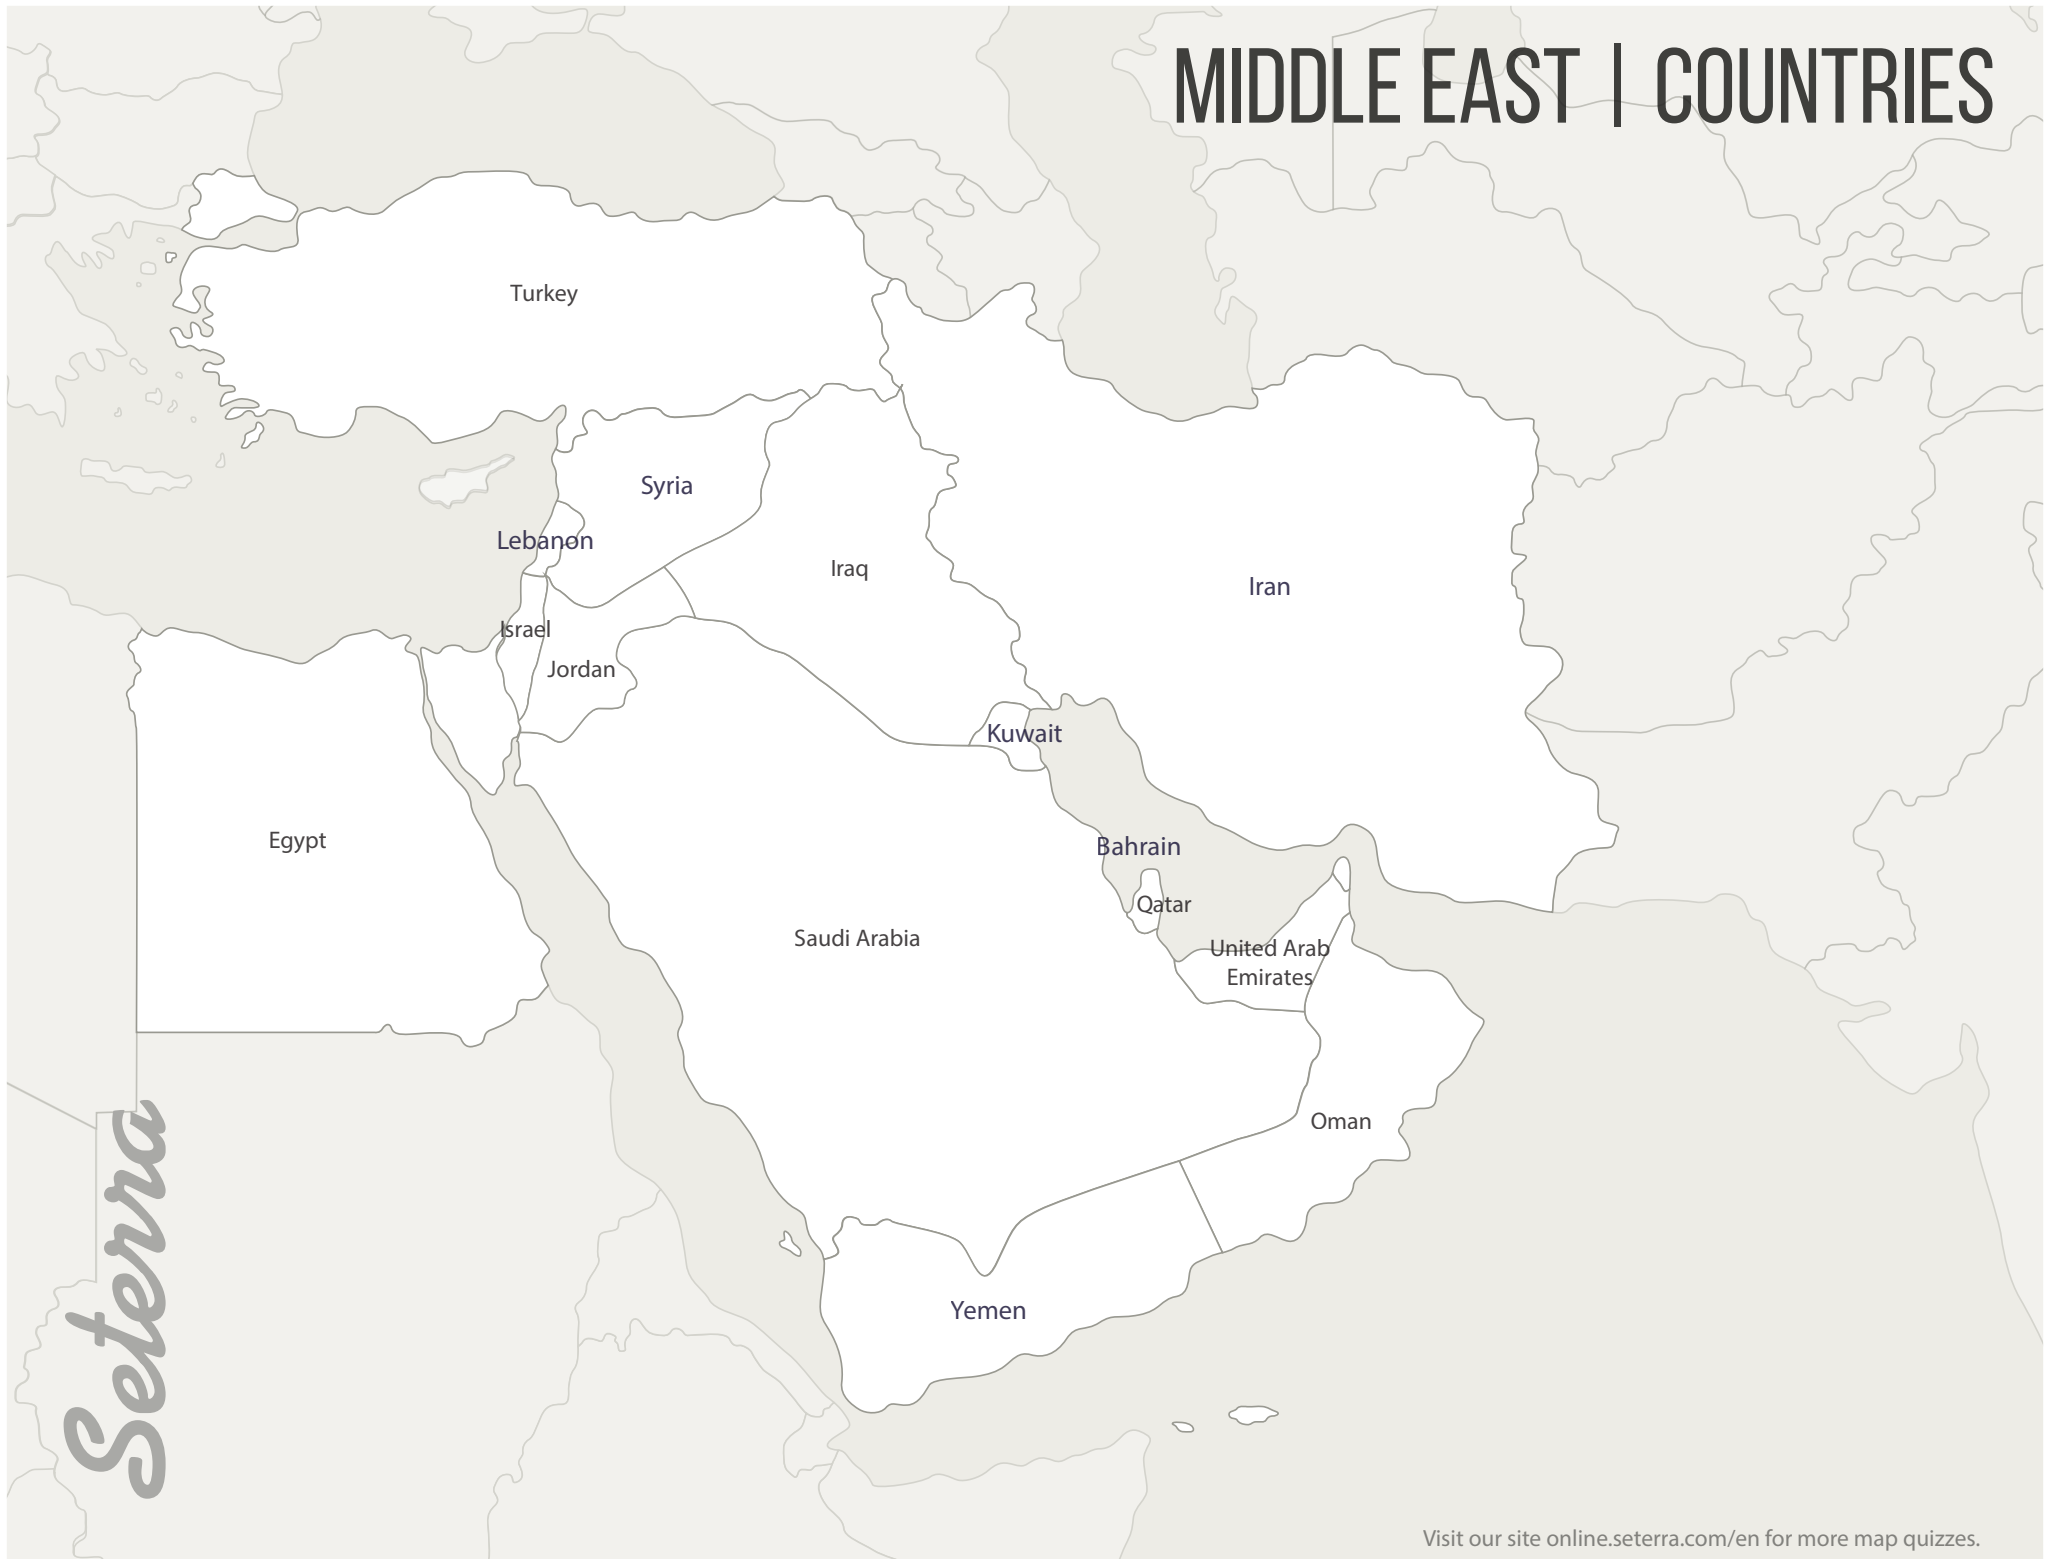 MIDDLE EAST | COUNTRIES
Turkey
Syria
Lebanon
Iraq
Iran
Israel
Jordan
Kuwait
Egypt
Bahrain
Qatar
Saudi Arabia
United Arab
Emirates
Oman
Yemen
Seterra
Visit our site online.seterra.com/en for more map quizzes.